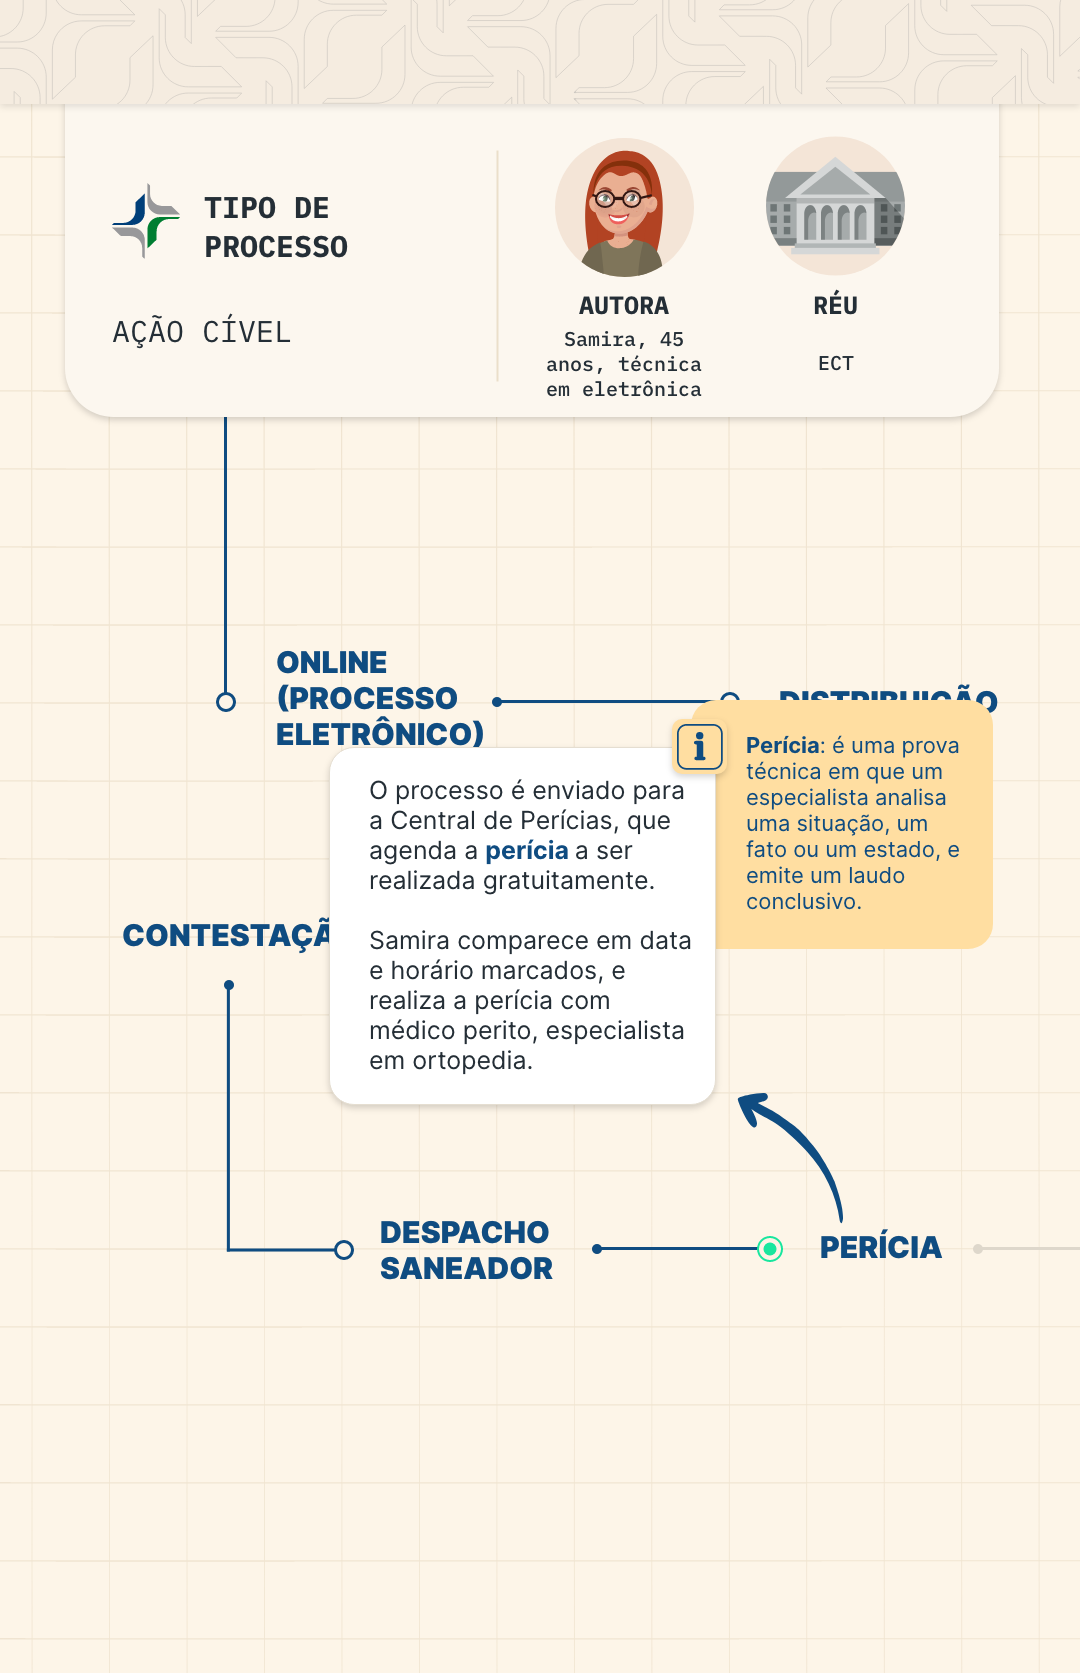 TIPO DE
PROCESSO
AÇÃO CÍVEL
AUTORA
Samira, 45
anos, técnica
em eletrônica
RÉU
ECT
ONLINE
(PROCESSO
ELETRÔNICO)
DISTRIBUIÇÃO
Perícia: é uma prova
técnica em que um
especialista analisa
uma situação, um
fato ou um estado, e
emite um laudo
conclusivo.
O processo é enviado para
a Central de Perícias, que
agenda a perícia a ser
realizada gratuitamente.
Samira comparece em data
e horário marcados, e
realiza a perícia com
médico perito, especialista
em ortopedia.
CONTESTAÇÃ
DESPACHO
SANEADOR
PERÍCIA